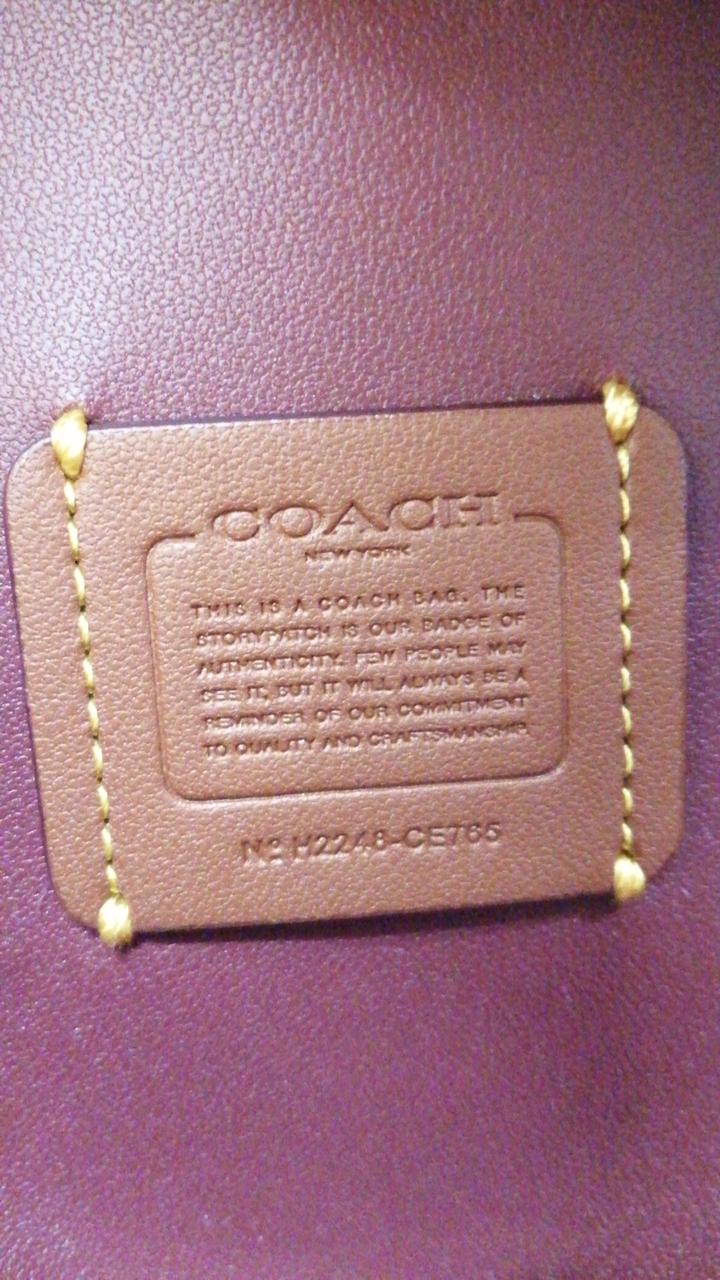 COACH
NEW YORK
THIS IS A COACH BAG. THE
STORYPATCH IS OUR BADGE OF
AUTHENTICITY. FEW PEOPLE MAY
SEE IT, BUT IT WILL ALWAYS BE A
REMINDER OF OUR COMMITMENT
TO QUALITY AND CRAFTSMANSHIP.
Nº H2248-CE765